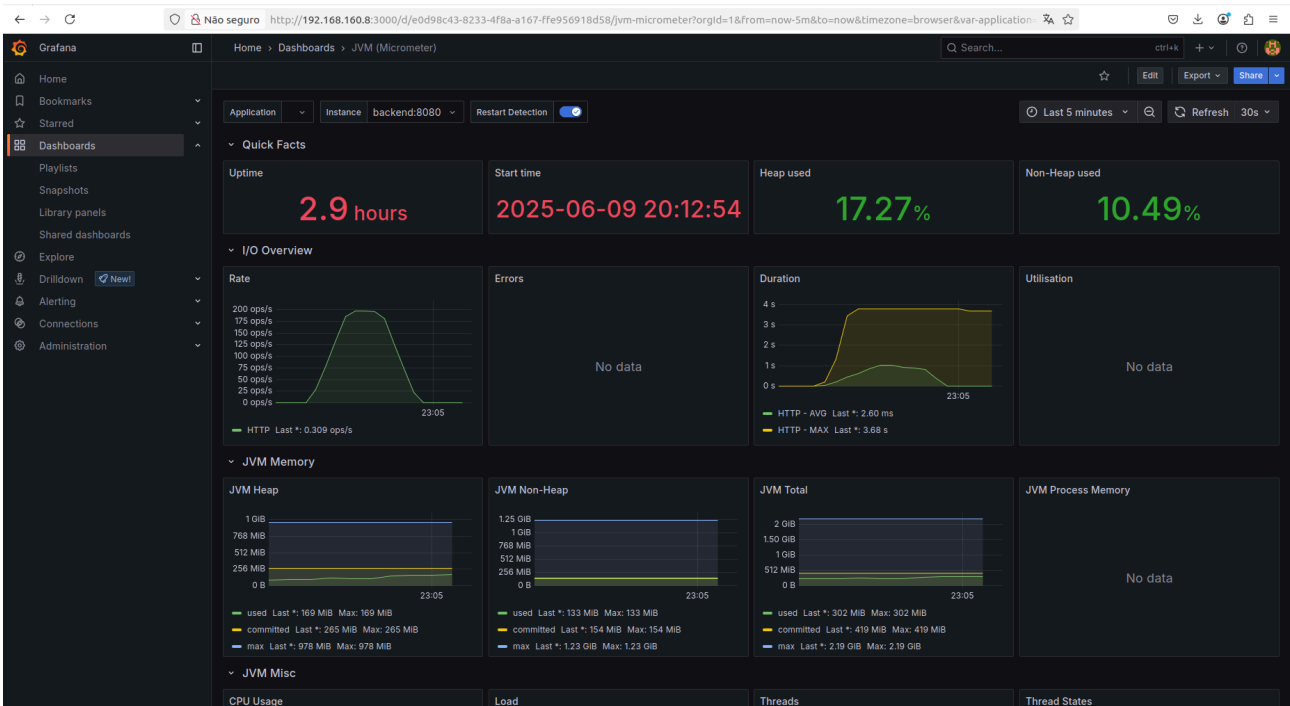 Não seguro http://192.168.160.8:3000/d/e0d98c43-8233-4f8a-a167-ffe956918d58/jvm-micrometer?orgId=1&from=now-5m&to=now&timezone=browser&var-application=
Grafana
Home › Dashboards › JVM (Micrometer)
Search...
ctrl+k
Home
Bookmarks
Starred
Dashboards
Playlists
Snapshots
Library panels
Shared dashboards
Explore
Drilldown New!
Alerting
Connections
Administration
Edit
Export
Share
Application
Instance backend:8080
Restart Detection
Last 5 minutes
Refresh 30s
Quick Facts
Uptime
2.9 hours
Start time
2025-06-09 20:12:54
Heap used
17.27%
Non-Heap used
10.49%
I/O Overview
Rate
200 ops/s
175 ops/s
150 ops/s
125 ops/s
100 ops/s
75 ops/s
50 ops/s
25 ops/s
0 ops/s
23:05
HTTP Last *: 0.309 ops/s
Errors
No data
Duration
4 s
3 s
2 s
1 s
0 s
23:05
HTTP - AVG Last *: 2.60 ms
HTTP - MAX Last *: 3.68 s
Utilisation
No data
JVM Memory
JVM Heap
1 GiB
768 MiB
512 MiB
256 MiB
0 B
23:05
used Last *: 169 MiB Max: 169 MiB
committed Last *: 265 MiB Max: 265 MiB
max Last *: 978 MiB Max: 978 MiB
JVM Non-Heap
1.25 GiB
1 GiB
768 MiB
512 MiB
256 MiB
0 B
23:05
used Last *: 133 MiB Max: 133 MiB
committed Last *: 154 MiB Max: 154 MiB
max Last *: 1.23 GiB Max: 1.23 GiB
JVM Total
2 GiB
1.50 GiB
1 GiB
512 MiB
0 B
23:05
used Last *: 302 MiB Max: 302 MiB
committed Last *: 419 MiB Max: 419 MiB
max Last *: 2.19 GiB Max: 2.19 GiB
JVM Process Memory
No data
JVM Misc
CPU Usage
Load
Threads
Thread States